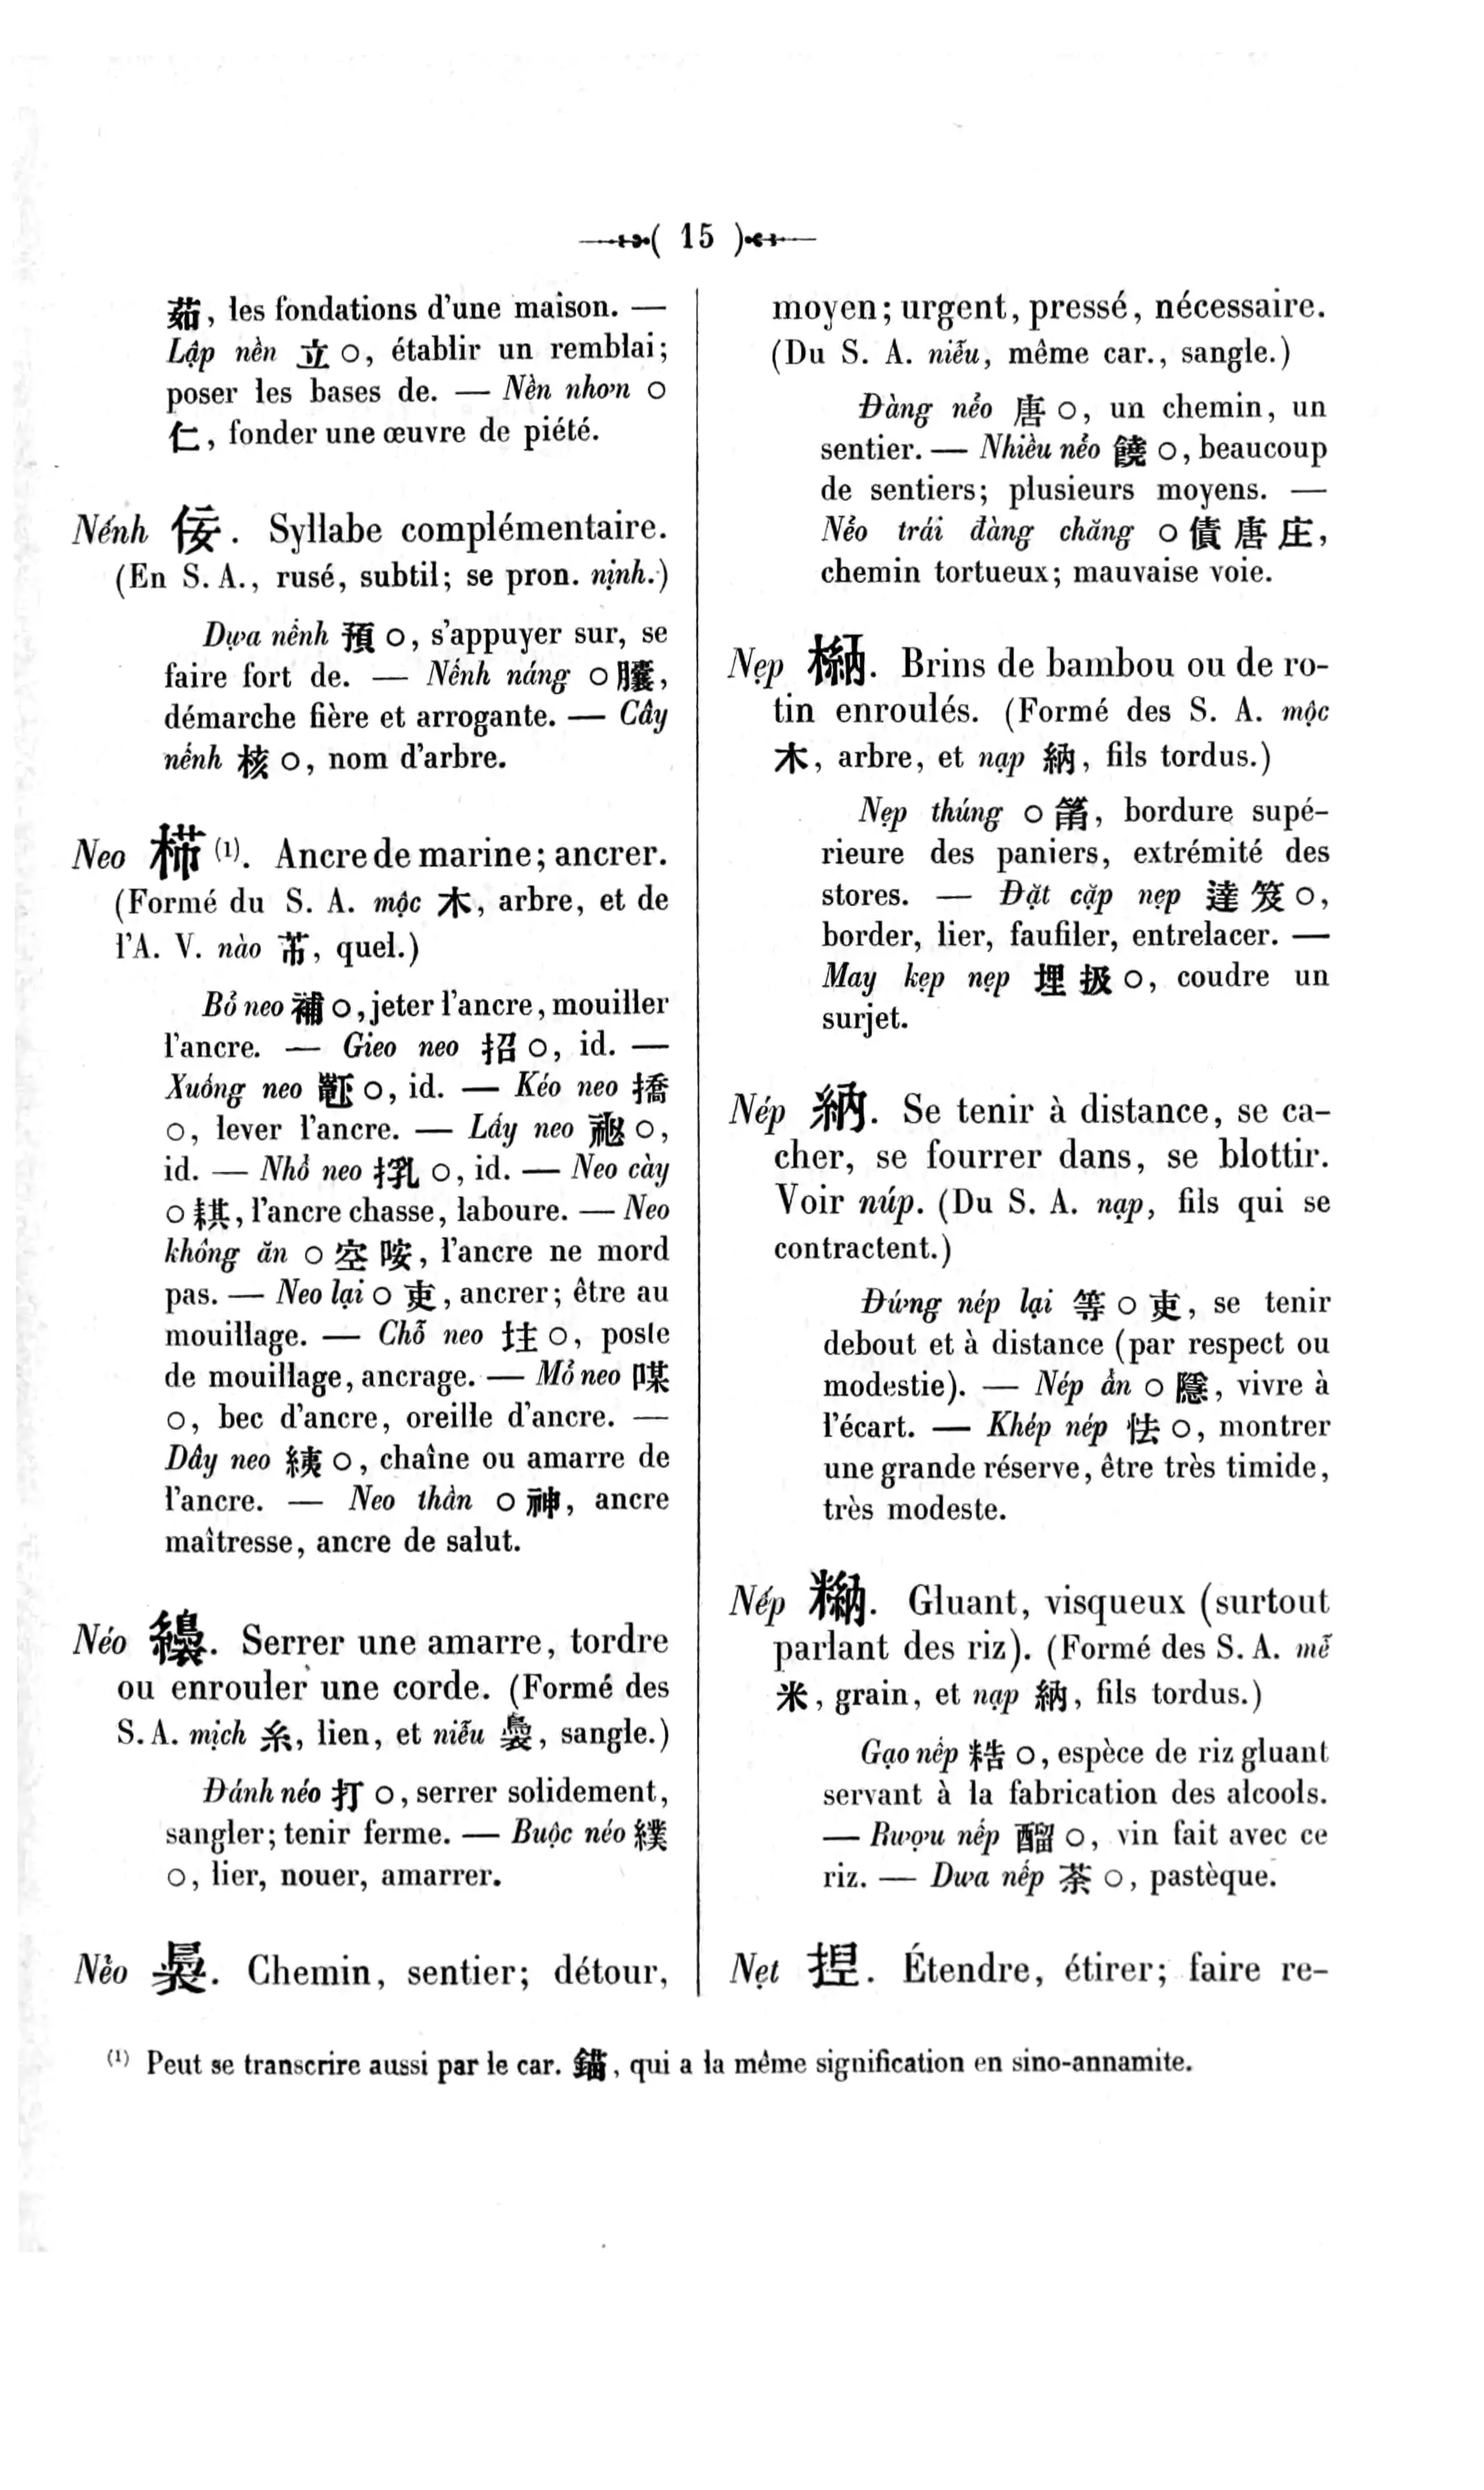 ( 15 )
茹, les fondations d'une maison. —
Lập nền 立 ○, établir un remblai;
poser les bases de. — Nền nhơn ○
仁, fonder une œuvre de piété.
Nếnh 佞. Syllabe complémentaire.
(En S. A., rusé, subtil; se pron. nịnh.)
Dựa nếnh 預 ○, s'appuyer sur, se
faire fort de. — Nếnh náng ○ 臛,
démarche fière et arrogante. — Cây
nếnh 核 ○, nom d'arbre.
Neo (1). Ancre de marine; ancrer.
(Formé du S. A. mộc 木, arbre, et de
l'A. V. nào 芇, quel.)
Bỏ neo 補 ○, jeter l'ancre, mouiller
l'ancre. — Gieo neo 招 ○, id. —
Xuống neo ○, id. — Kéo neo 撟
○, lever l'ancre. — Lấy neo ○,
id. — Nhổ neo ○, id. — Neo cày
○ 𦓿, l'ancre chasse, laboure. — Neo
không ăn ○ 空 咹, l'ancre ne mord
pas. — Neo lại ○ 吏, ancrer; être au
mouillage. — Chỗ neo 拄 ○, poste
de mouillage, ancrage. — Mỏ neo 喋
○, bec d'ancre, oreille d'ancre. —
Dây neo 絏 ○, chaîne ou amarre de
l'ancre. — Neo thần ○ 神, ancre
maîtresse, ancre de salut.
Néo. Serrer une amarre, tordre
ou enrouler une corde. (Formé des
S. A. mịch 糸, lien, et niễu 裊, sangle.)
Đánh néo 打 ○, serrer solidement,
sangler; tenir ferme. — Buộc néo 纀
○, lier, nouer, amarrer.
Nẻo 裊. Chemin, sentier; détour,
moyen; urgent, pressé, nécessaire.
(Du S. A. niễu, même car., sangle.)
Đàng nẻo 唐 ○, un chemin, un
sentier. — Nhiều nẻo 饒 ○, beaucoup
de sentiers; plusieurs moyens. —
Nẻo trái đàng chăng ○ 債 唐 庄,
chemin tortueux; mauvaise voie.
Nẹp. Brins de bambou ou de ro-
tin enroulés. (Formé des S. A. mộc
木, arbre, et nạp 納, fils tordus.)
Nẹp thúng ○ 筩, bordure supé-
rieure des paniers, extrémité des
stores. — Đặt cặp nẹp 達 笈 ○,
border, lier, faufiler, entrelacer. —
May kẹp nẹp 埋 扱 ○, coudre un
surjet.
Nép 納. Se tenir à distance, se ca-
cher, se fourrer dans, se blottir.
Voir núp. (Du S. A. nạp, fils qui se
contractent.)
Đứng nép lại 等 ○ 吏, se tenir
debout et à distance (par respect ou
modestie). — Nép ẩn ○ 隱, vivre à
l'écart. — Khép nép 怯 ○, montrer
une grande réserve, être très timide,
très modeste.
Nếp. Gluant, visqueux (surtout
parlant des riz). (Formé des S. A. mễ
米, grain, et nạp 納, fils tordus.)
Gạo nếp 糕 ○, espèce de riz gluant
servant à la fabrication des alcools.
— Rượu nếp ○, vin fait avec ce
riz. — Dưa nếp 荼 ○, pastèque.
Nẹt 捏. Étendre, étirer; faire re-
(1) Peut se transcrire aussi par le car. 錨, qui a la même signification en sino-annamite.